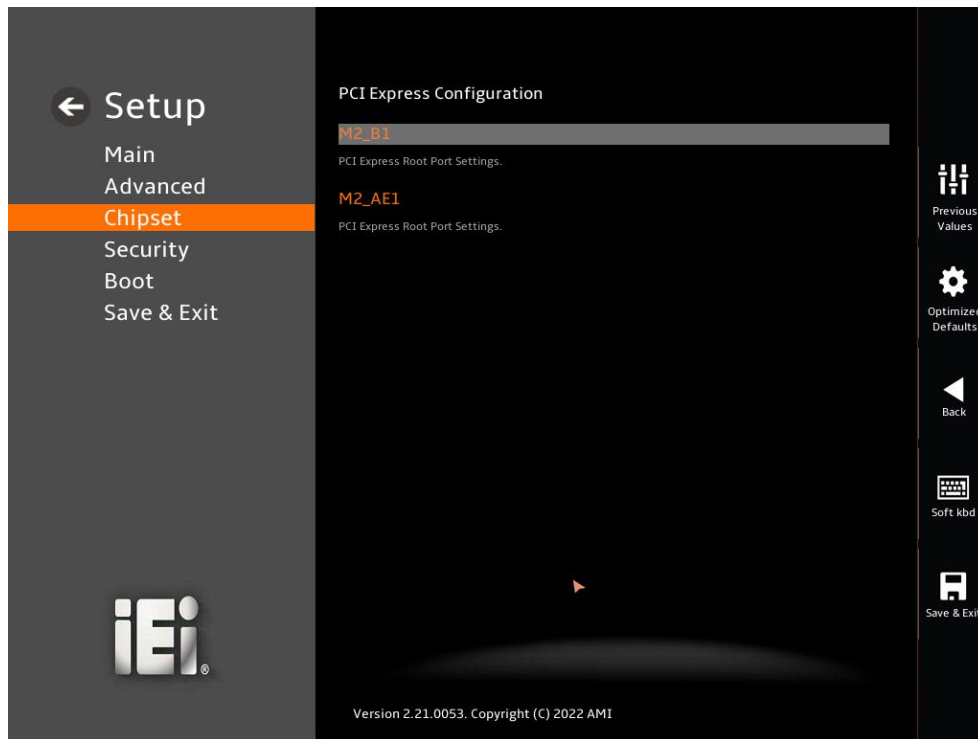 Setup
Main
Advanced
Chipset
Security
Boot
Save & Exit
iEi®
PCI Express Configuration
M2_B1
PCI Express Root Port Settings.
M2_AE1
PCI Express Root Port Settings.
Version 2.21.0053. Copyright (C) 2022 AMI
Previous
Values
Optimized
Defaults
Back
Soft kbd
Save & Exit